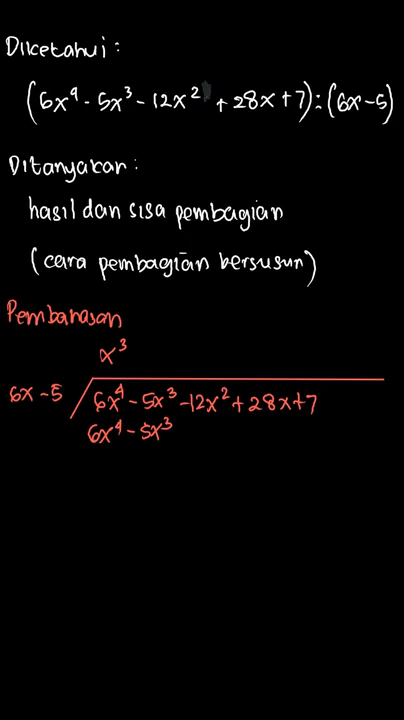 Diketahui:
(6x⁴ - 5x³ - 12x² + 28x + 7) : (6x - 5)
Ditanyakan:
hasil dan sisa pembagian
(cara pembagian bersusun)
Pembahasan
x³
6x - 5 / 6x⁴ - 5x³ - 12x² + 28x + 7
6x⁴ - 5x³